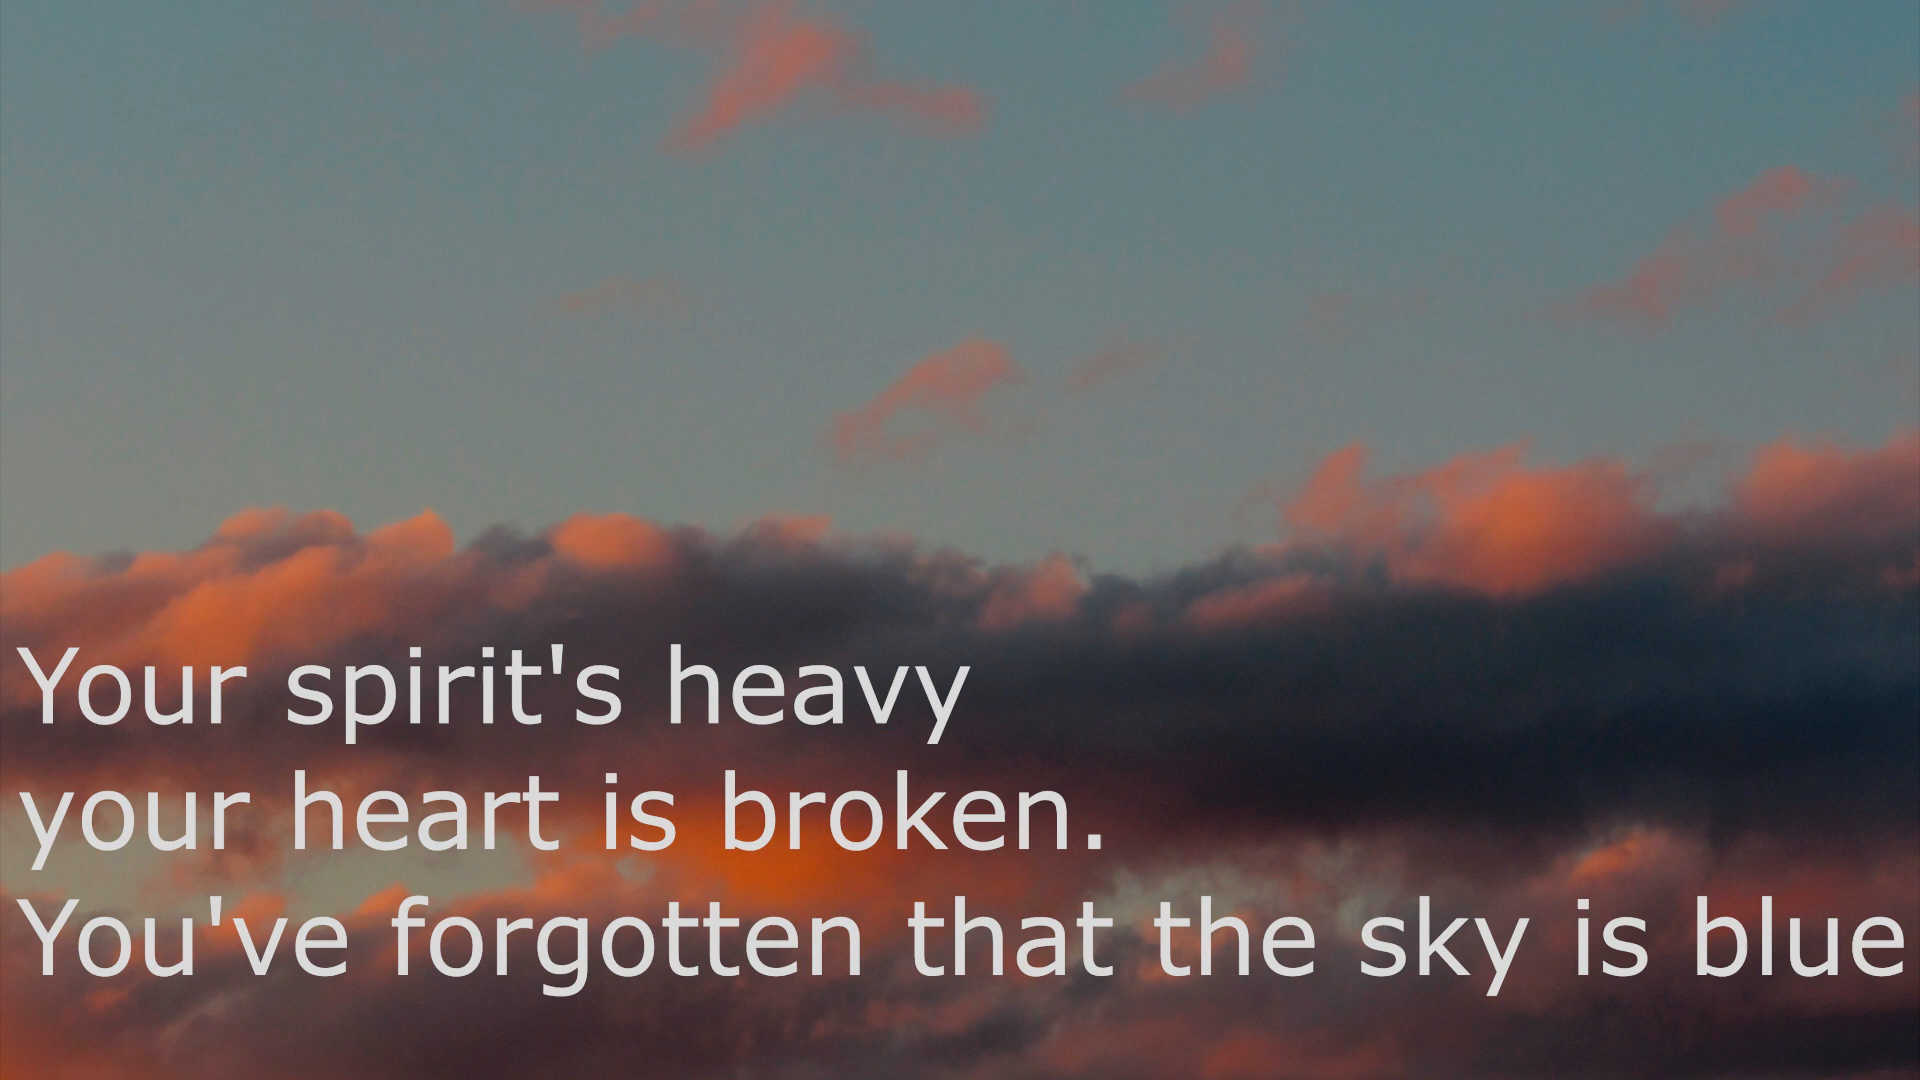 Your spirit's heavy
your heart is broken.
You've forgotten that the sky is blue